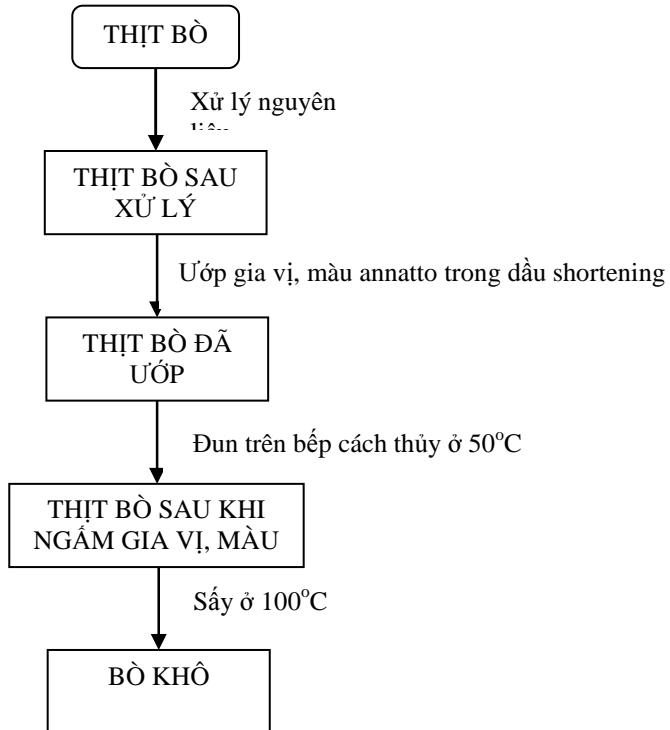 THỊT BÒ
Xử lý nguyên
THỊT BÒ SAU
XỬ LÝ
Ướp gia vị, màu annatto trong dầu shortening
THỊT BÒ ĐÃ
ƯỚP
Đun trên bếp cách thủy ở 50°C
THỊT BÒ SAU KHI
NGẤM GIA VỊ, MÀU
Sấy ở 100°C
BÒ KHÔ